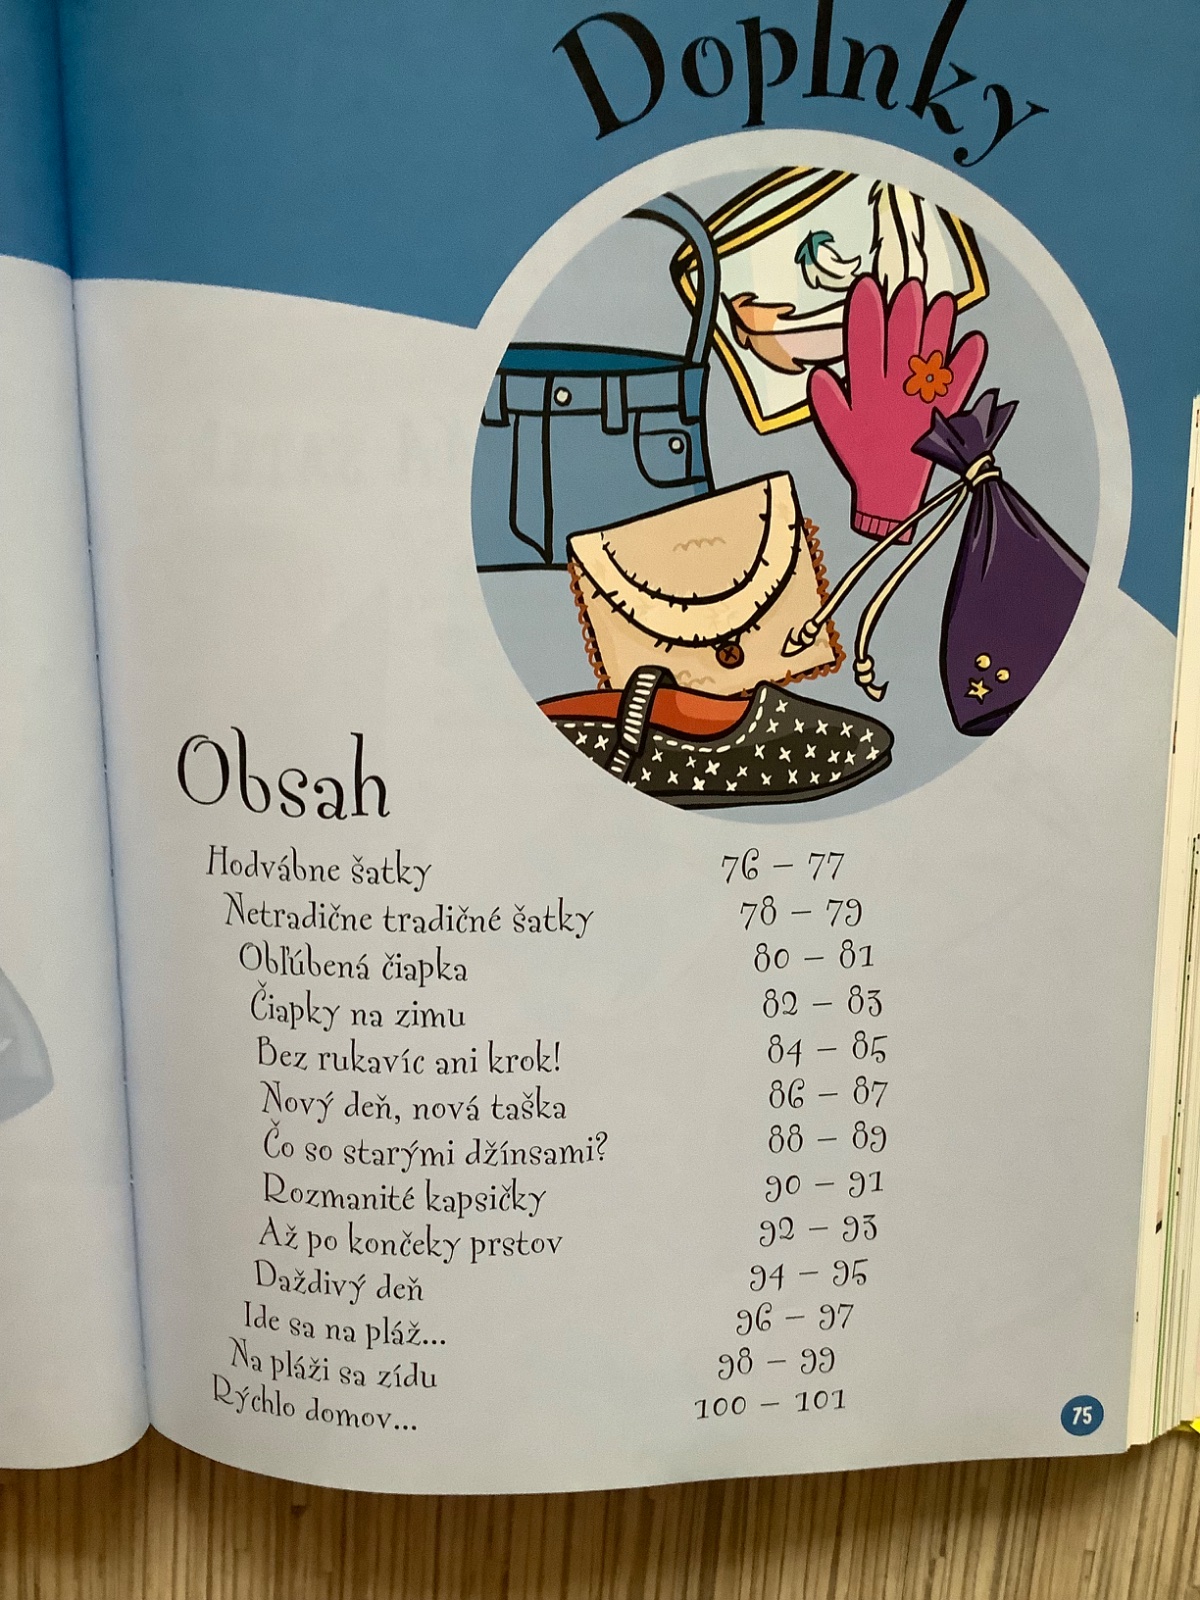 Doplnky
Obsah
Hodvábne šatky 76 – 77
Netradične tradičné šatky 78 – 79
Obľúbená čiapka 80 – 81
Čiapky na zimu 82 – 83
Bez rukavíc ani krok! 84 – 85
Nový deň, nová taška 86 – 87
Čo so starými džínsami? 88 – 89
Rozmanité kapsičky 90 – 91
Až po končeky prstov 92 – 93
Daždivý deň 94 – 95
Ide sa na pláž... 96 – 97
Na pláži sa zídu 98 – 99
Rýchlo domov... 100 – 101
75